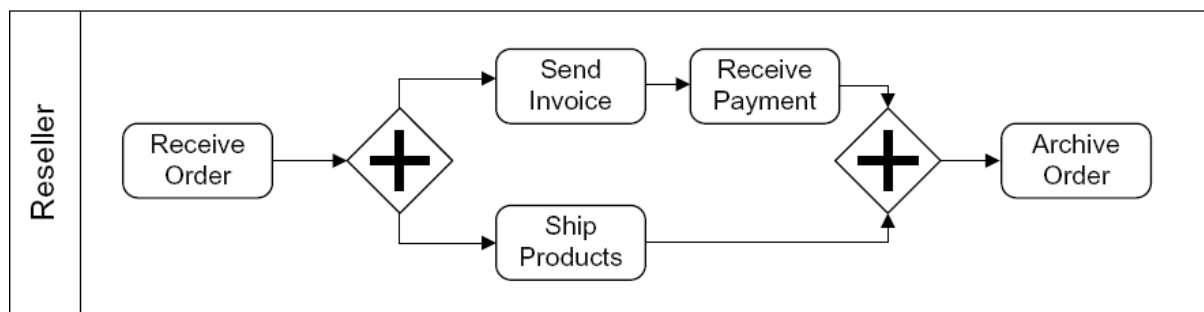 Reseller
Receive
Order
Send
Invoice
Receive
Payment
Ship
Products
Archive
Order